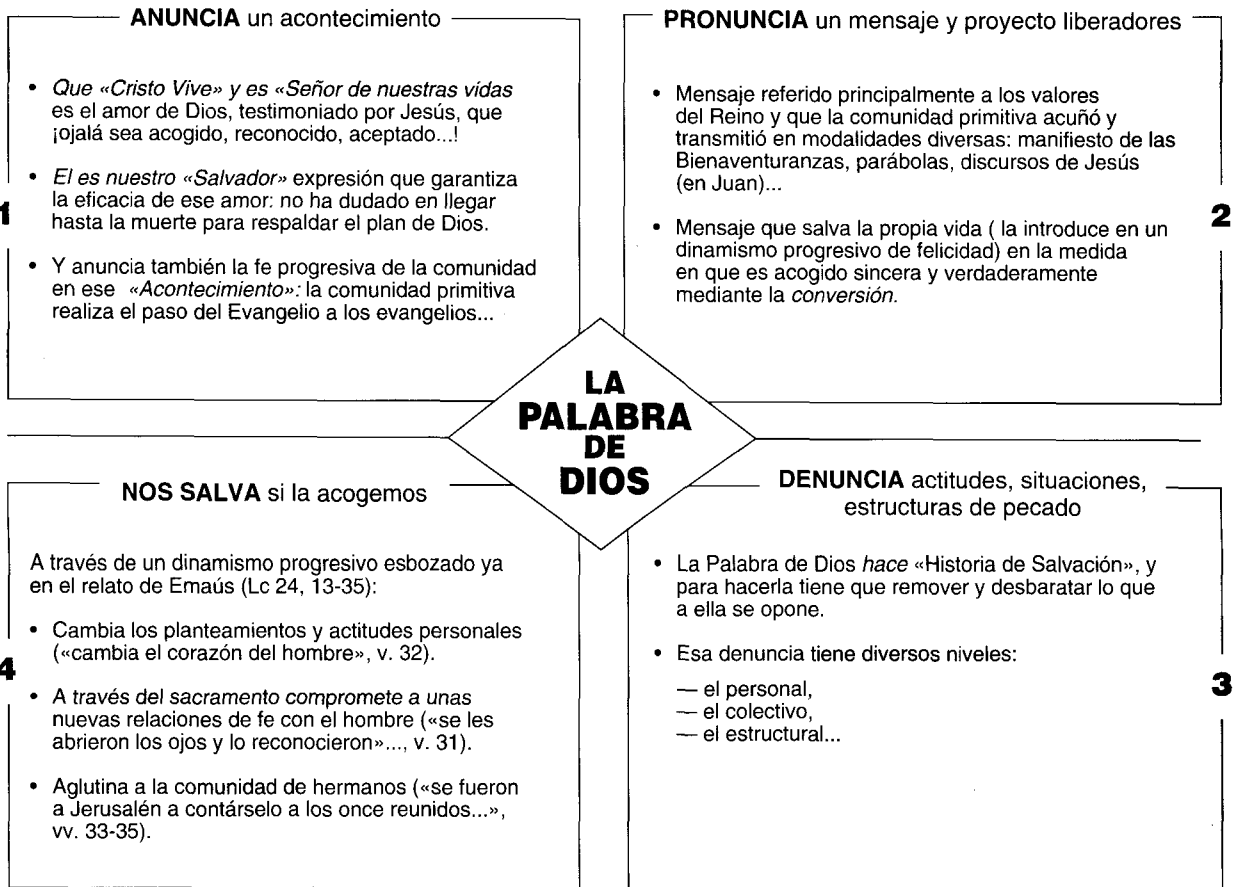 ANUNCIA un acontecimiento
• Que «Cristo Vive» y es «Señor de nuestras vidas
es el amor de Dios, testimoniado por Jesús, que
¡ojalá sea acogido, reconocido, aceptado...!
• El es nuestro «Salvador» expresión que garantiza
la eficacia de ese amor: no ha dudado en llegar
hasta la muerte para respaldar el plan de Dios.
• Y anuncia también la fe progresiva de la comunidad
en ese «Acontecimiento»: la comunidad primitiva
realiza el paso del Evangelio a los evangelios...
1
PRONUNCIA un mensaje y proyecto liberadores
• Mensaje referido principalmente a los valores
del Reino y que la comunidad primitiva acuñó y
transmitió en modalidades diversas: manifiesto de las
Bienaventuranzas, parábolas, discursos de Jesús
(en Juan)...
• Mensaje que salva la propia vida ( la introduce en un
dinamismo progresivo de felicidad) en la medida
en que es acogido sincera y verdaderamente
mediante la conversión.
2
LA
PALABRA
DE
DIOS
DENUNCIA actitudes, situaciones,
estructuras de pecado
• La Palabra de Dios hace «Historia de Salvación», y
para hacerla tiene que remover y desbaratar lo que
a ella se opone.
• Esa denuncia tiene diversos niveles:
— el personal,
— el colectivo,
— el estructural...
3
NOS SALVA si la acogemos
A través de un dinamismo progresivo esbozado ya
en el relato de Emaús (Lc 24, 13-35):
• Cambia los planteamientos y actitudes personales
(«cambia el corazón del hombre», v. 32).
• A través del sacramento compromete a unas
nuevas relaciones de fe con el hombre («se les
abrieron los ojos y lo reconocieron»..., v. 31).
• Aglutina a la comunidad de hermanos («se fueron
a Jerusalén a contárselo a los once reunidos...»,
vv. 33-35).
4